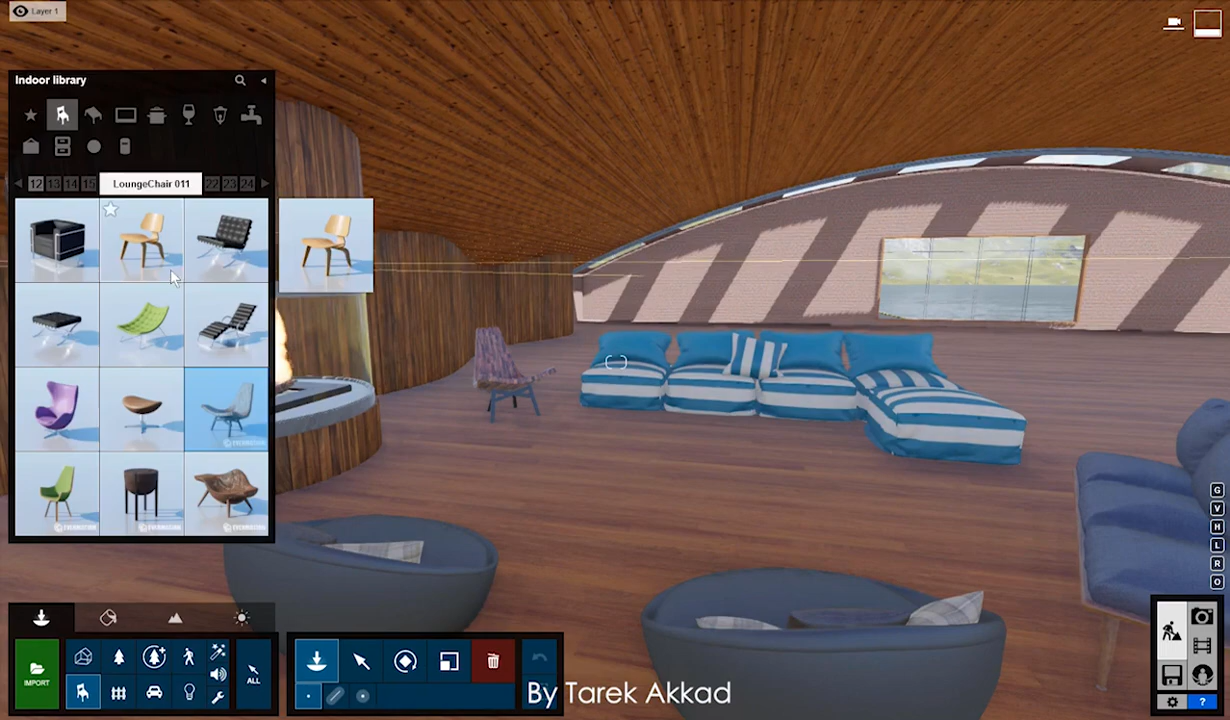 Layer 1
Indoor library
12 13 14 15 LoungeChair 011 22 23 24
G
V
H
L
R
O
IMPORT
ALL
?
By Tarek Akkad